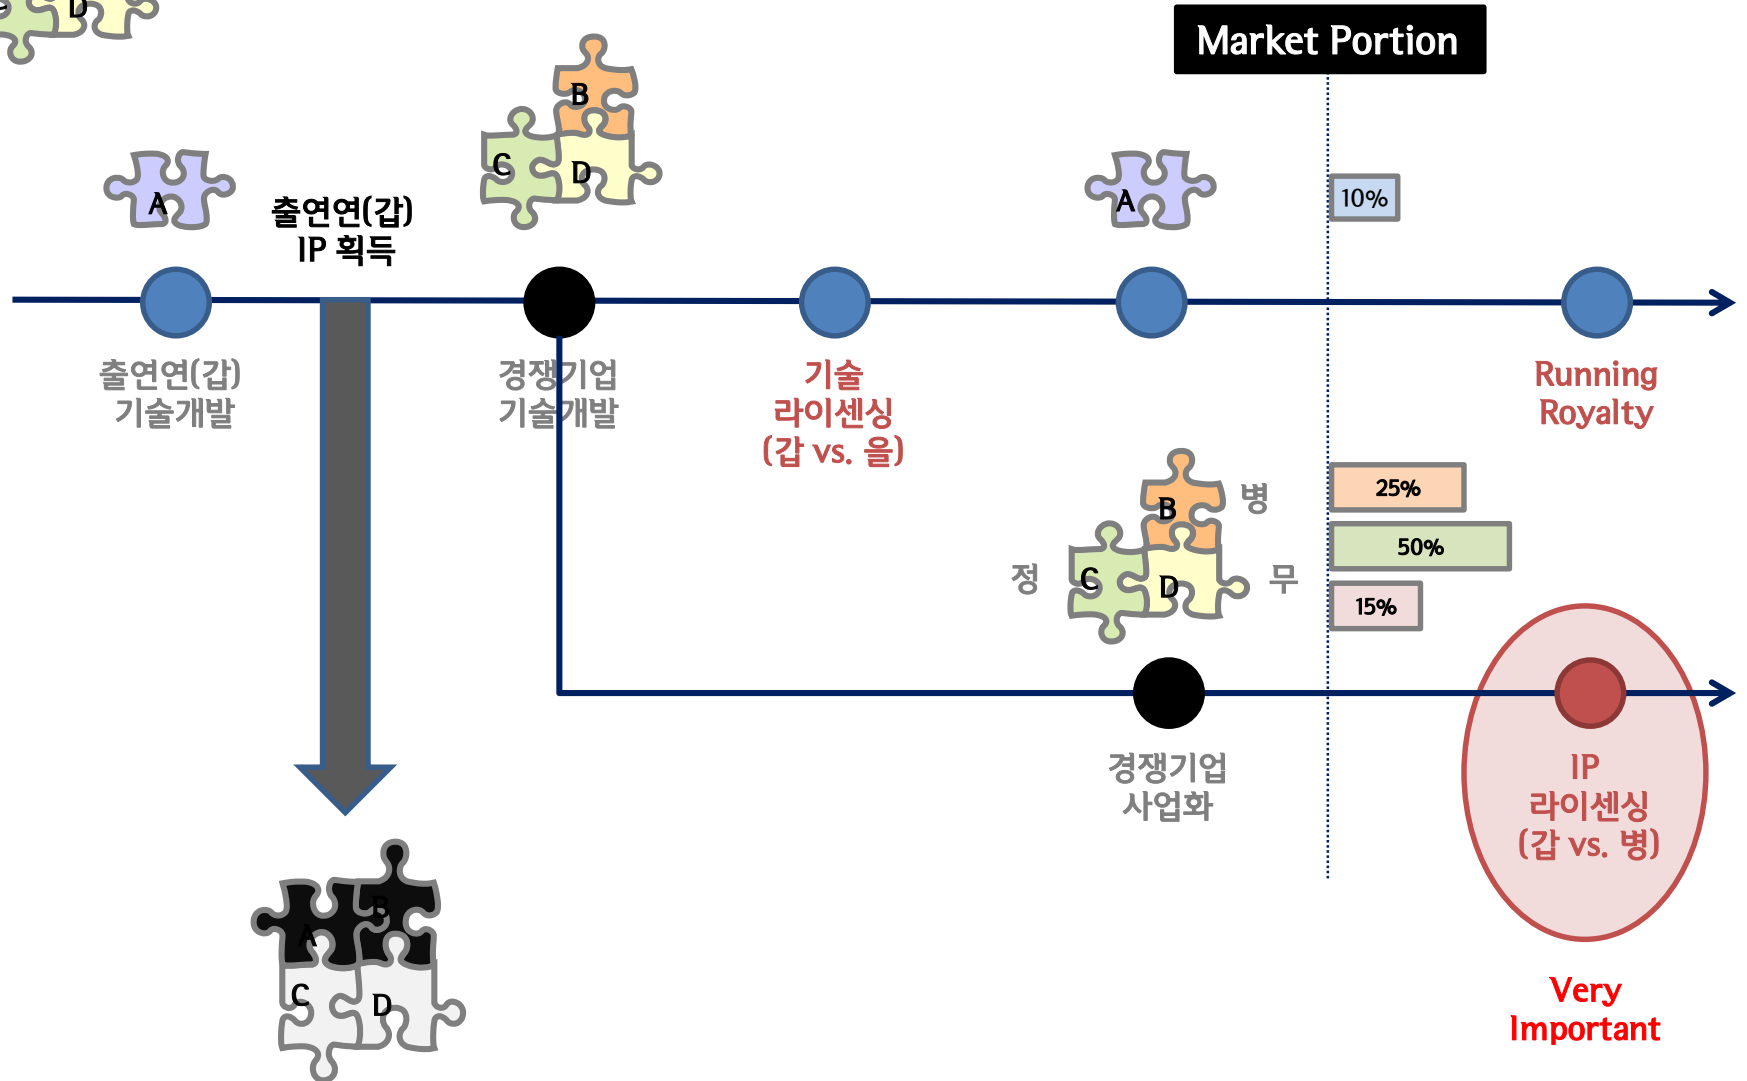 D
Market Portion
B
C
D
A
출연연(갑)
IP 획득
A
10%
출연연(갑)
기술개발
경쟁기업
기술개발
기술
라이센싱
(갑 vs. 을)
Running
Royalty
B
병
정
C
D
무
25%
50%
15%
경쟁기업
사업화
IP
라이센싱
(갑 vs. 병)
B
A
C
D
Very
Important